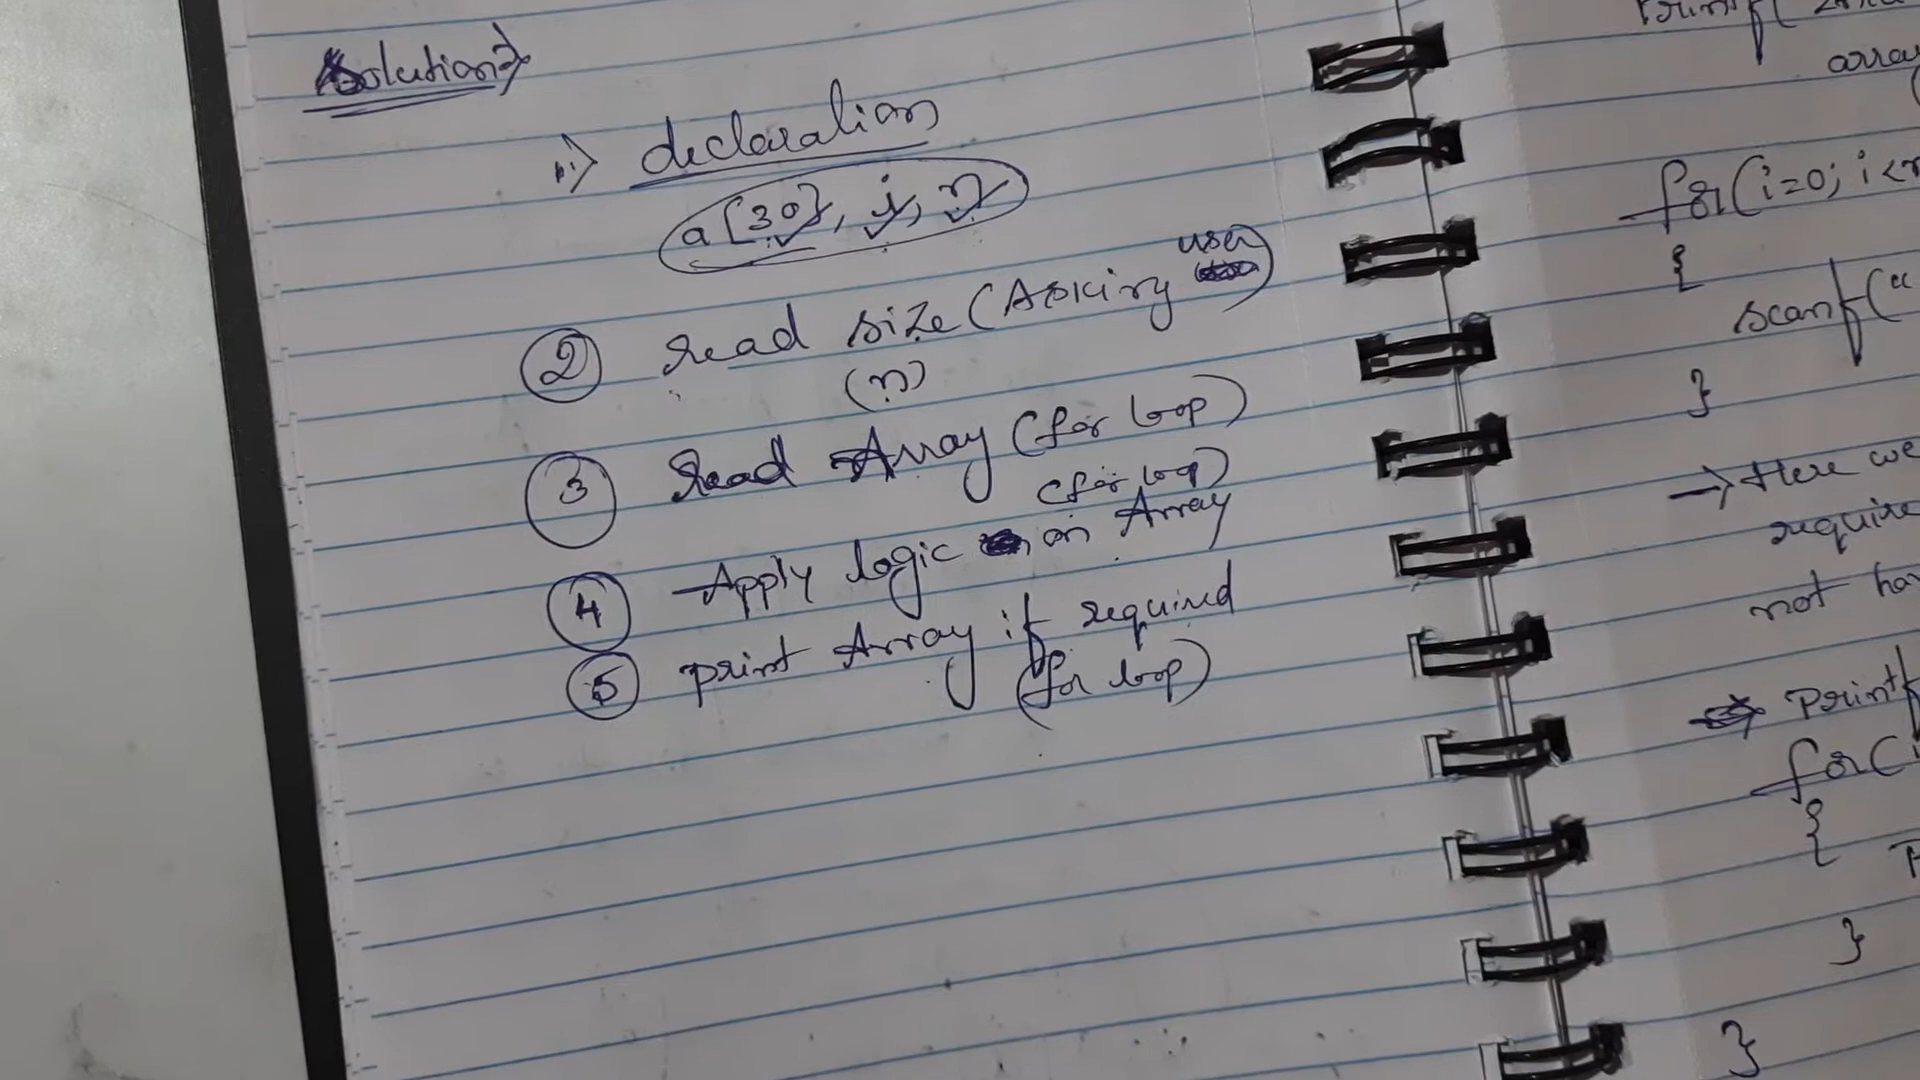 Solution:→
1:) declaration
a[30], i, n
② read size (Asking user)
(n)
③ Read Array (for loop)
(for loop)
④ Apply logic on Array
⑤ print Array if required
(for loop)
array
for(i=0; i<n
{
scanf("
}
→ Here we
require
not ha
printf
for(i
{
}
}